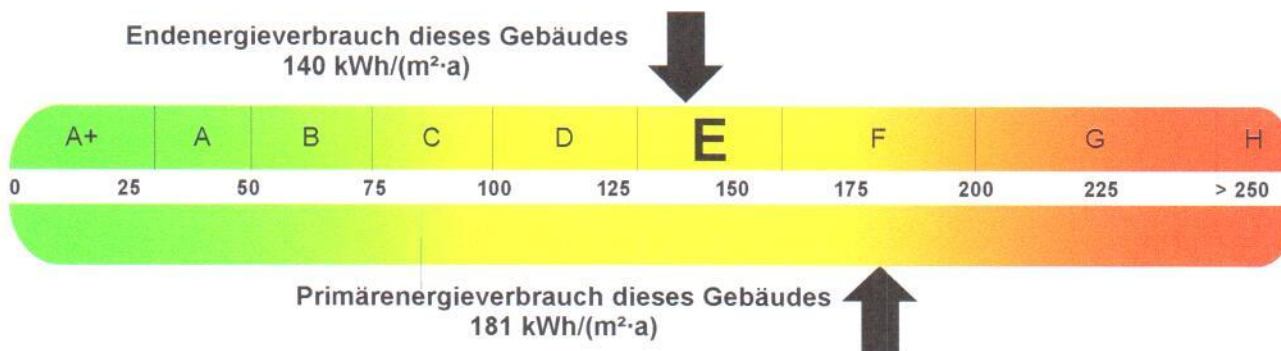 Endenergieverbrauch dieses Gebäudes
140 kWh/(m²·a)
A+ A B C D E F G H
0 25 50 75 100 125 150 175 200 225 > 250
Primärenergieverbrauch dieses Gebäudes
181 kWh/(m²·a)